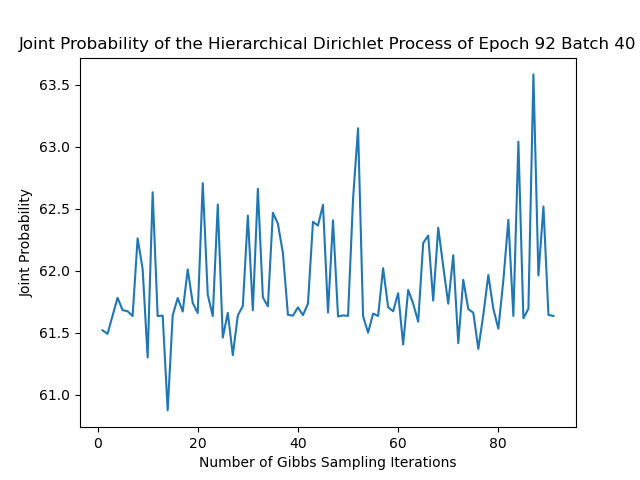 Joint Probability of the Hierarchical Dirichlet Process of Epoch 92 Batch 40
63.5
63.0
62.5
62.0
61.5
61.0
Joint Probability
0 20 40 60 80
Number of Gibbs Sampling Iterations